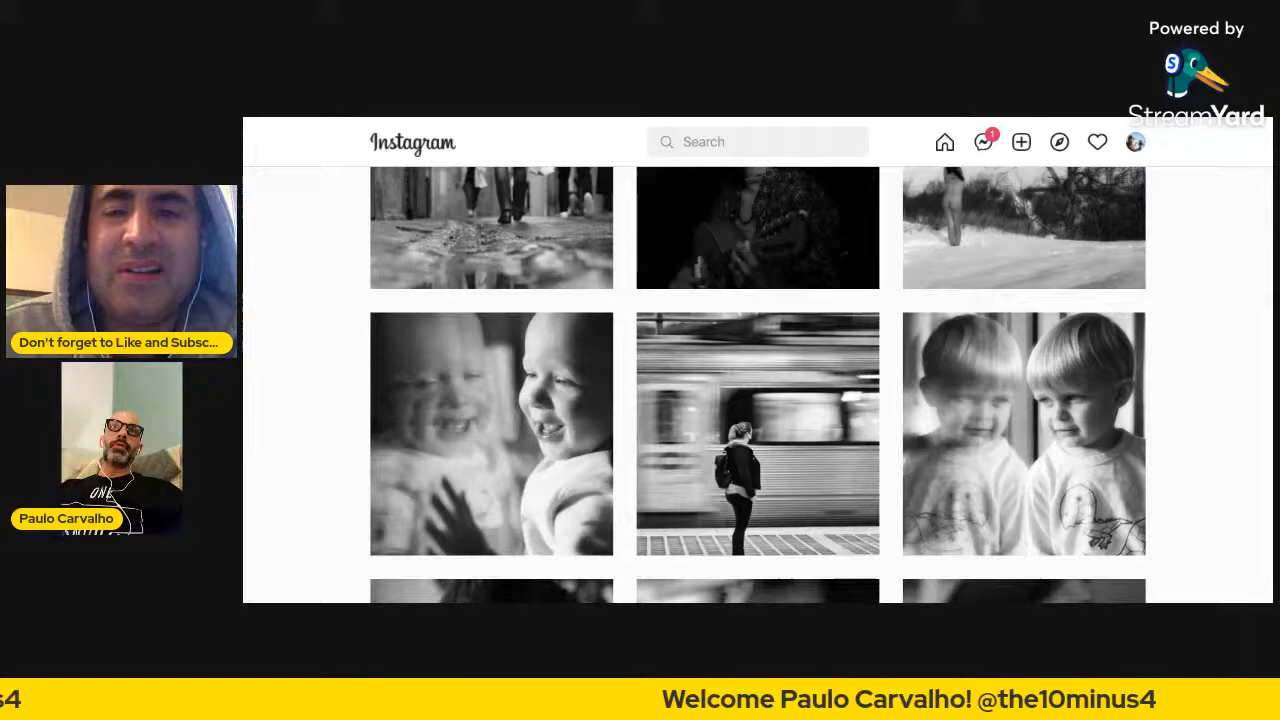 Powered by
StreamYard
Instagram
Search
1
Don't forget to Like and Subsc...
ONE
Paulo Carvalho
s4
Welcome Paulo Carvalho! @the10minus4